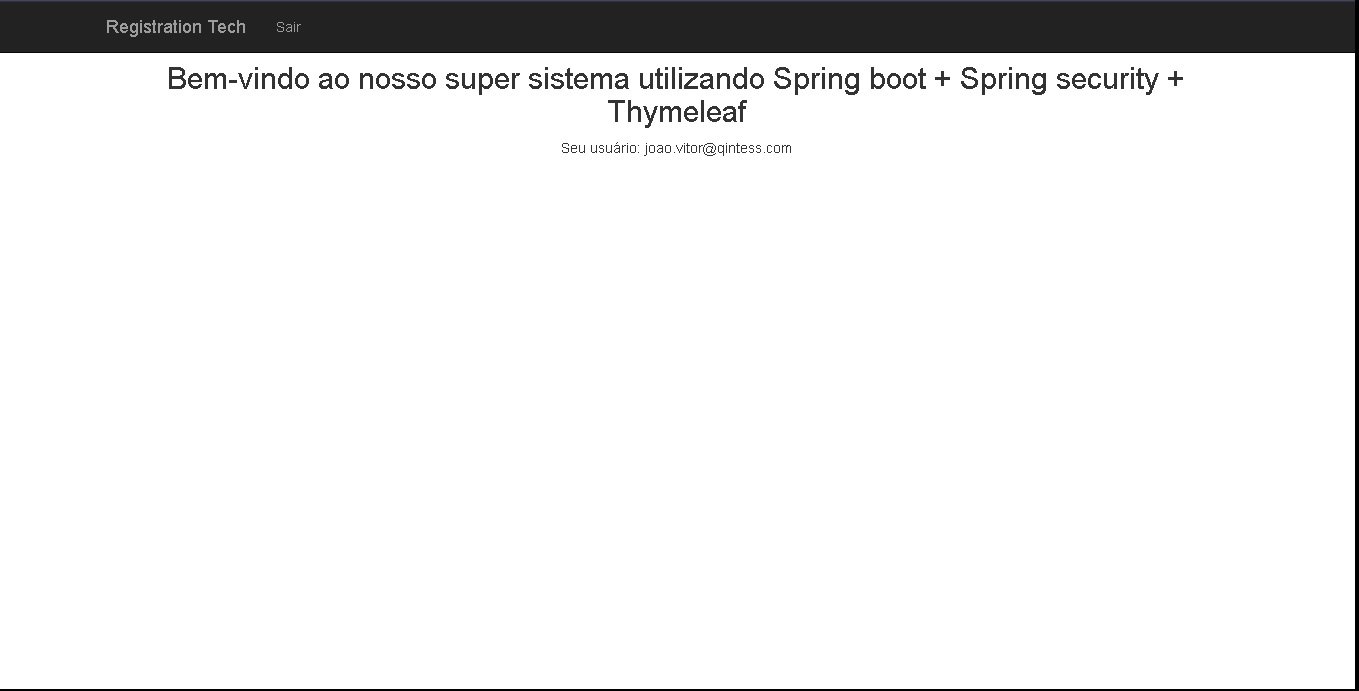 Registration Tech Sair
Bem-vindo ao nosso super sistema utilizando Spring boot + Spring security +
Thymeleaf
Seu usuário: joao.vitor@qintess.com